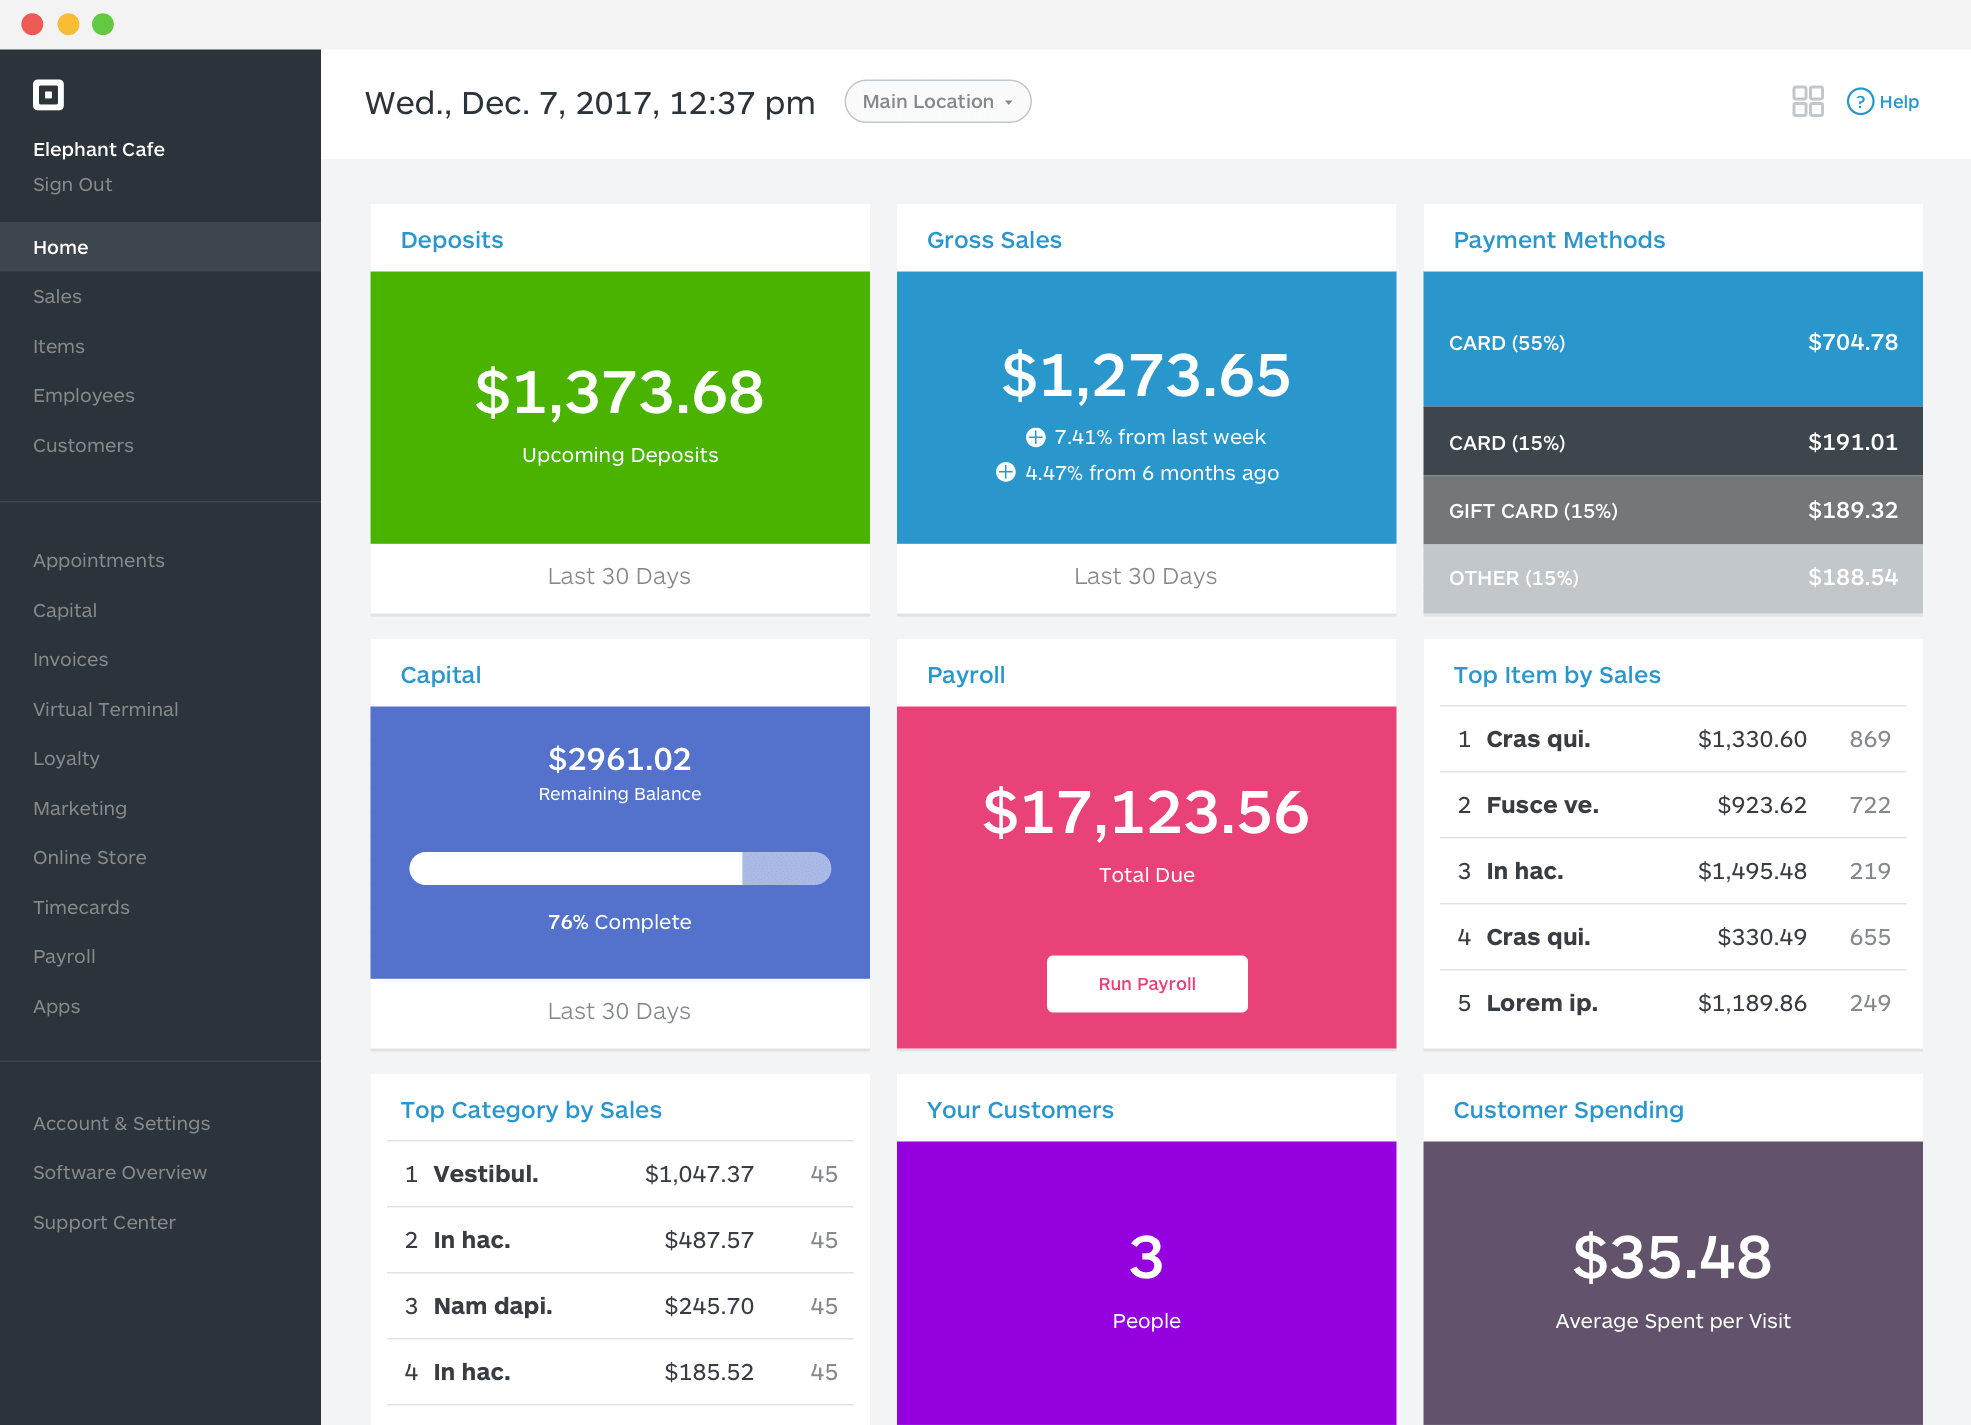 Elephant Cafe
Sign Out
Home
Sales
Items
Employees
Customers
Appointments
Capital
Invoices
Virtual Terminal
Loyalty
Marketing
Online Store
Timecards
Payroll
Apps
Account & Settings
Software Overview
Support Center
Wed., Dec. 7, 2017, 12:37 pm
Main Location
? Help
Deposits
$1,373.68
Upcoming Deposits
Last 30 Days
Gross Sales
$1,273.65
7.41% from last week
4.47% from 6 months ago
Last 30 Days
Payment Methods
CARD (55%) $704.78
CARD (15%) $191.01
GIFT CARD (15%) $189.32
OTHER (15%) $188.54
Capital
$2961.02
Remaining Balance
76% Complete
Last 30 Days
Payroll
$17,123.56
Total Due
Run Payroll
Top Item by Sales
1 Cras qui. $1,330.60 869
2 Fusce ve. $923.62 722
3 In hac. $1,495.48 219
4 Cras qui. $330.49 655
5 Lorem ip. $1,189.86 249
Top Category by Sales
1 Vestibul. $1,047.37 45
2 In hac. $487.57 45
3 Nam dapi. $245.70 45
4 In hac. $185.52 45
Your Customers
3
People
Customer Spending
$35.48
Average Spent per Visit